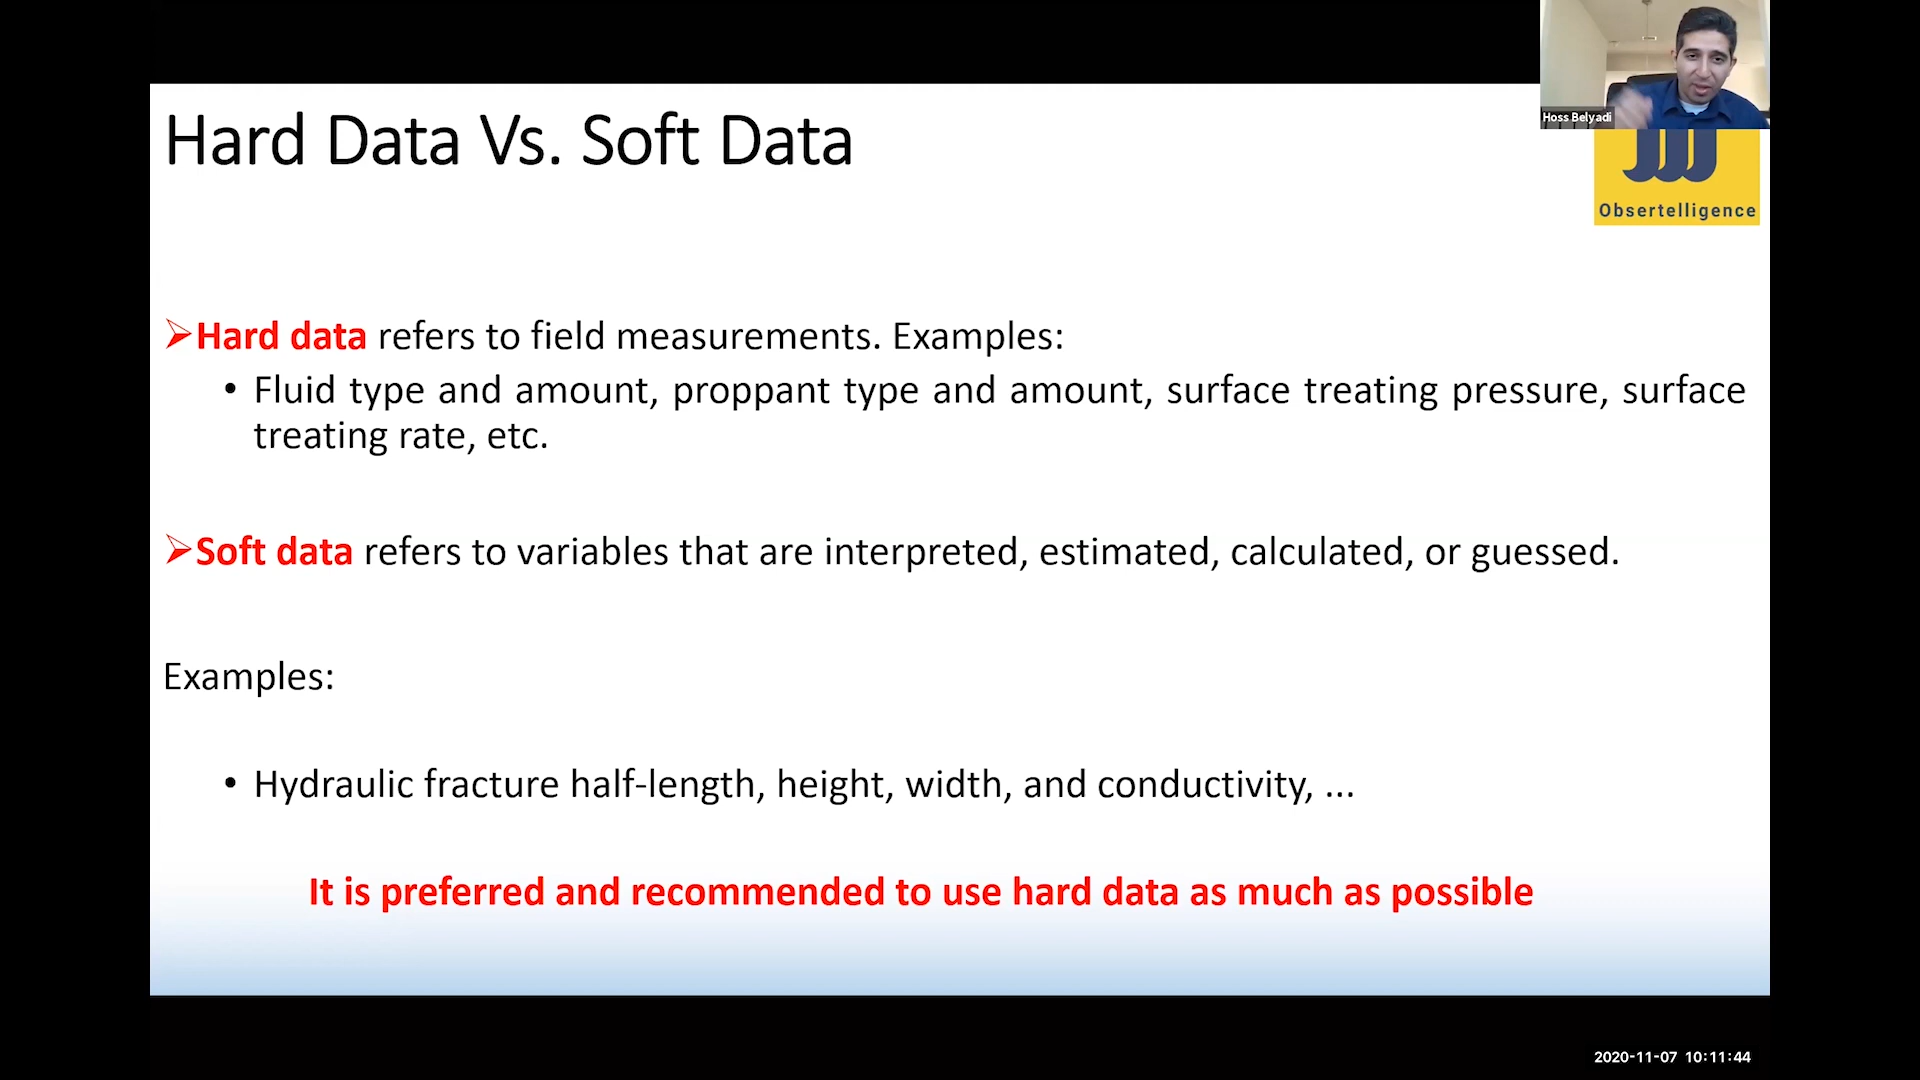 Hoss Belyadi
Hard Data Vs. Soft Data
Obsertelligence
➢Hard data refers to field measurements. Examples:
• Fluid type and amount, proppant type and amount, surface treating pressure, surface
treating rate, etc.
➢Soft data refers to variables that are interpreted, estimated, calculated, or guessed.
Examples:
• Hydraulic fracture half-length, height, width, and conductivity, ...
It is preferred and recommended to use hard data as much as possible
2020-11-07 10:11:44